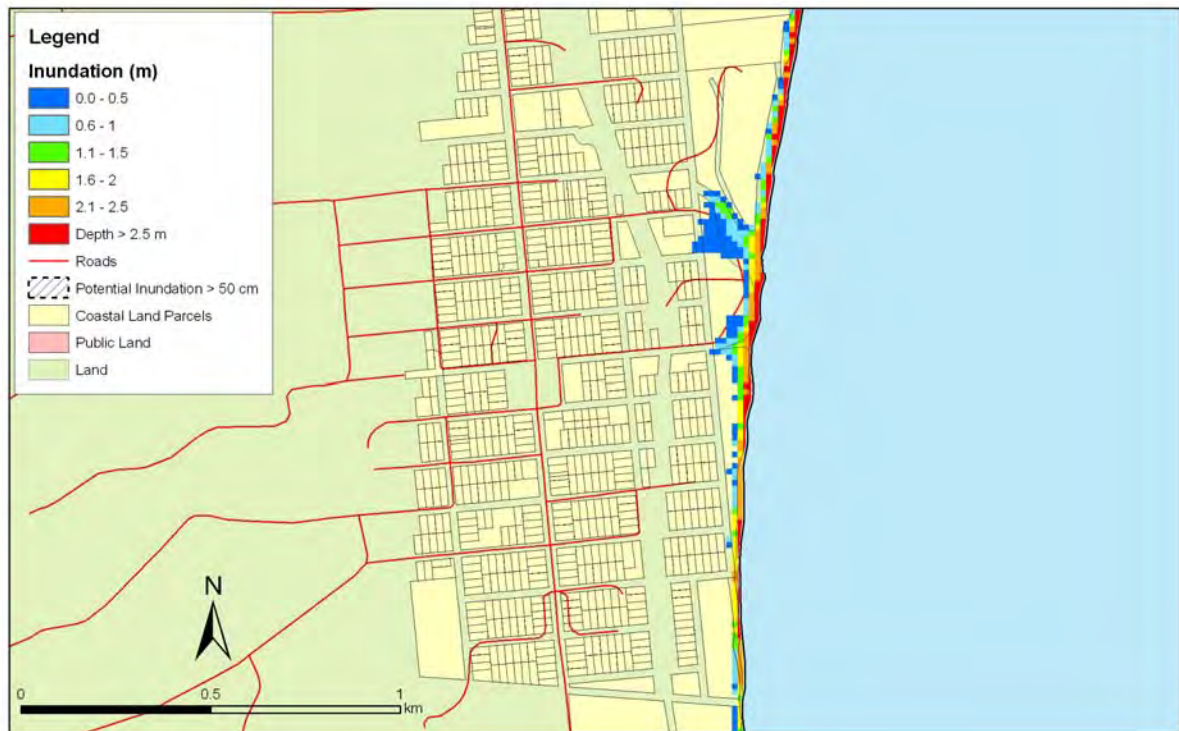 Legend
Inundation (m)
0.0 - 0.5
0.6 - 1
1.1 - 1.5
1.6 - 2
2.1 - 2.5
Depth > 2.5 m
Roads
Potential Inundation > 50 cm
Coastal Land Parcels
Public Land
Land
N
0 0.5 1
km